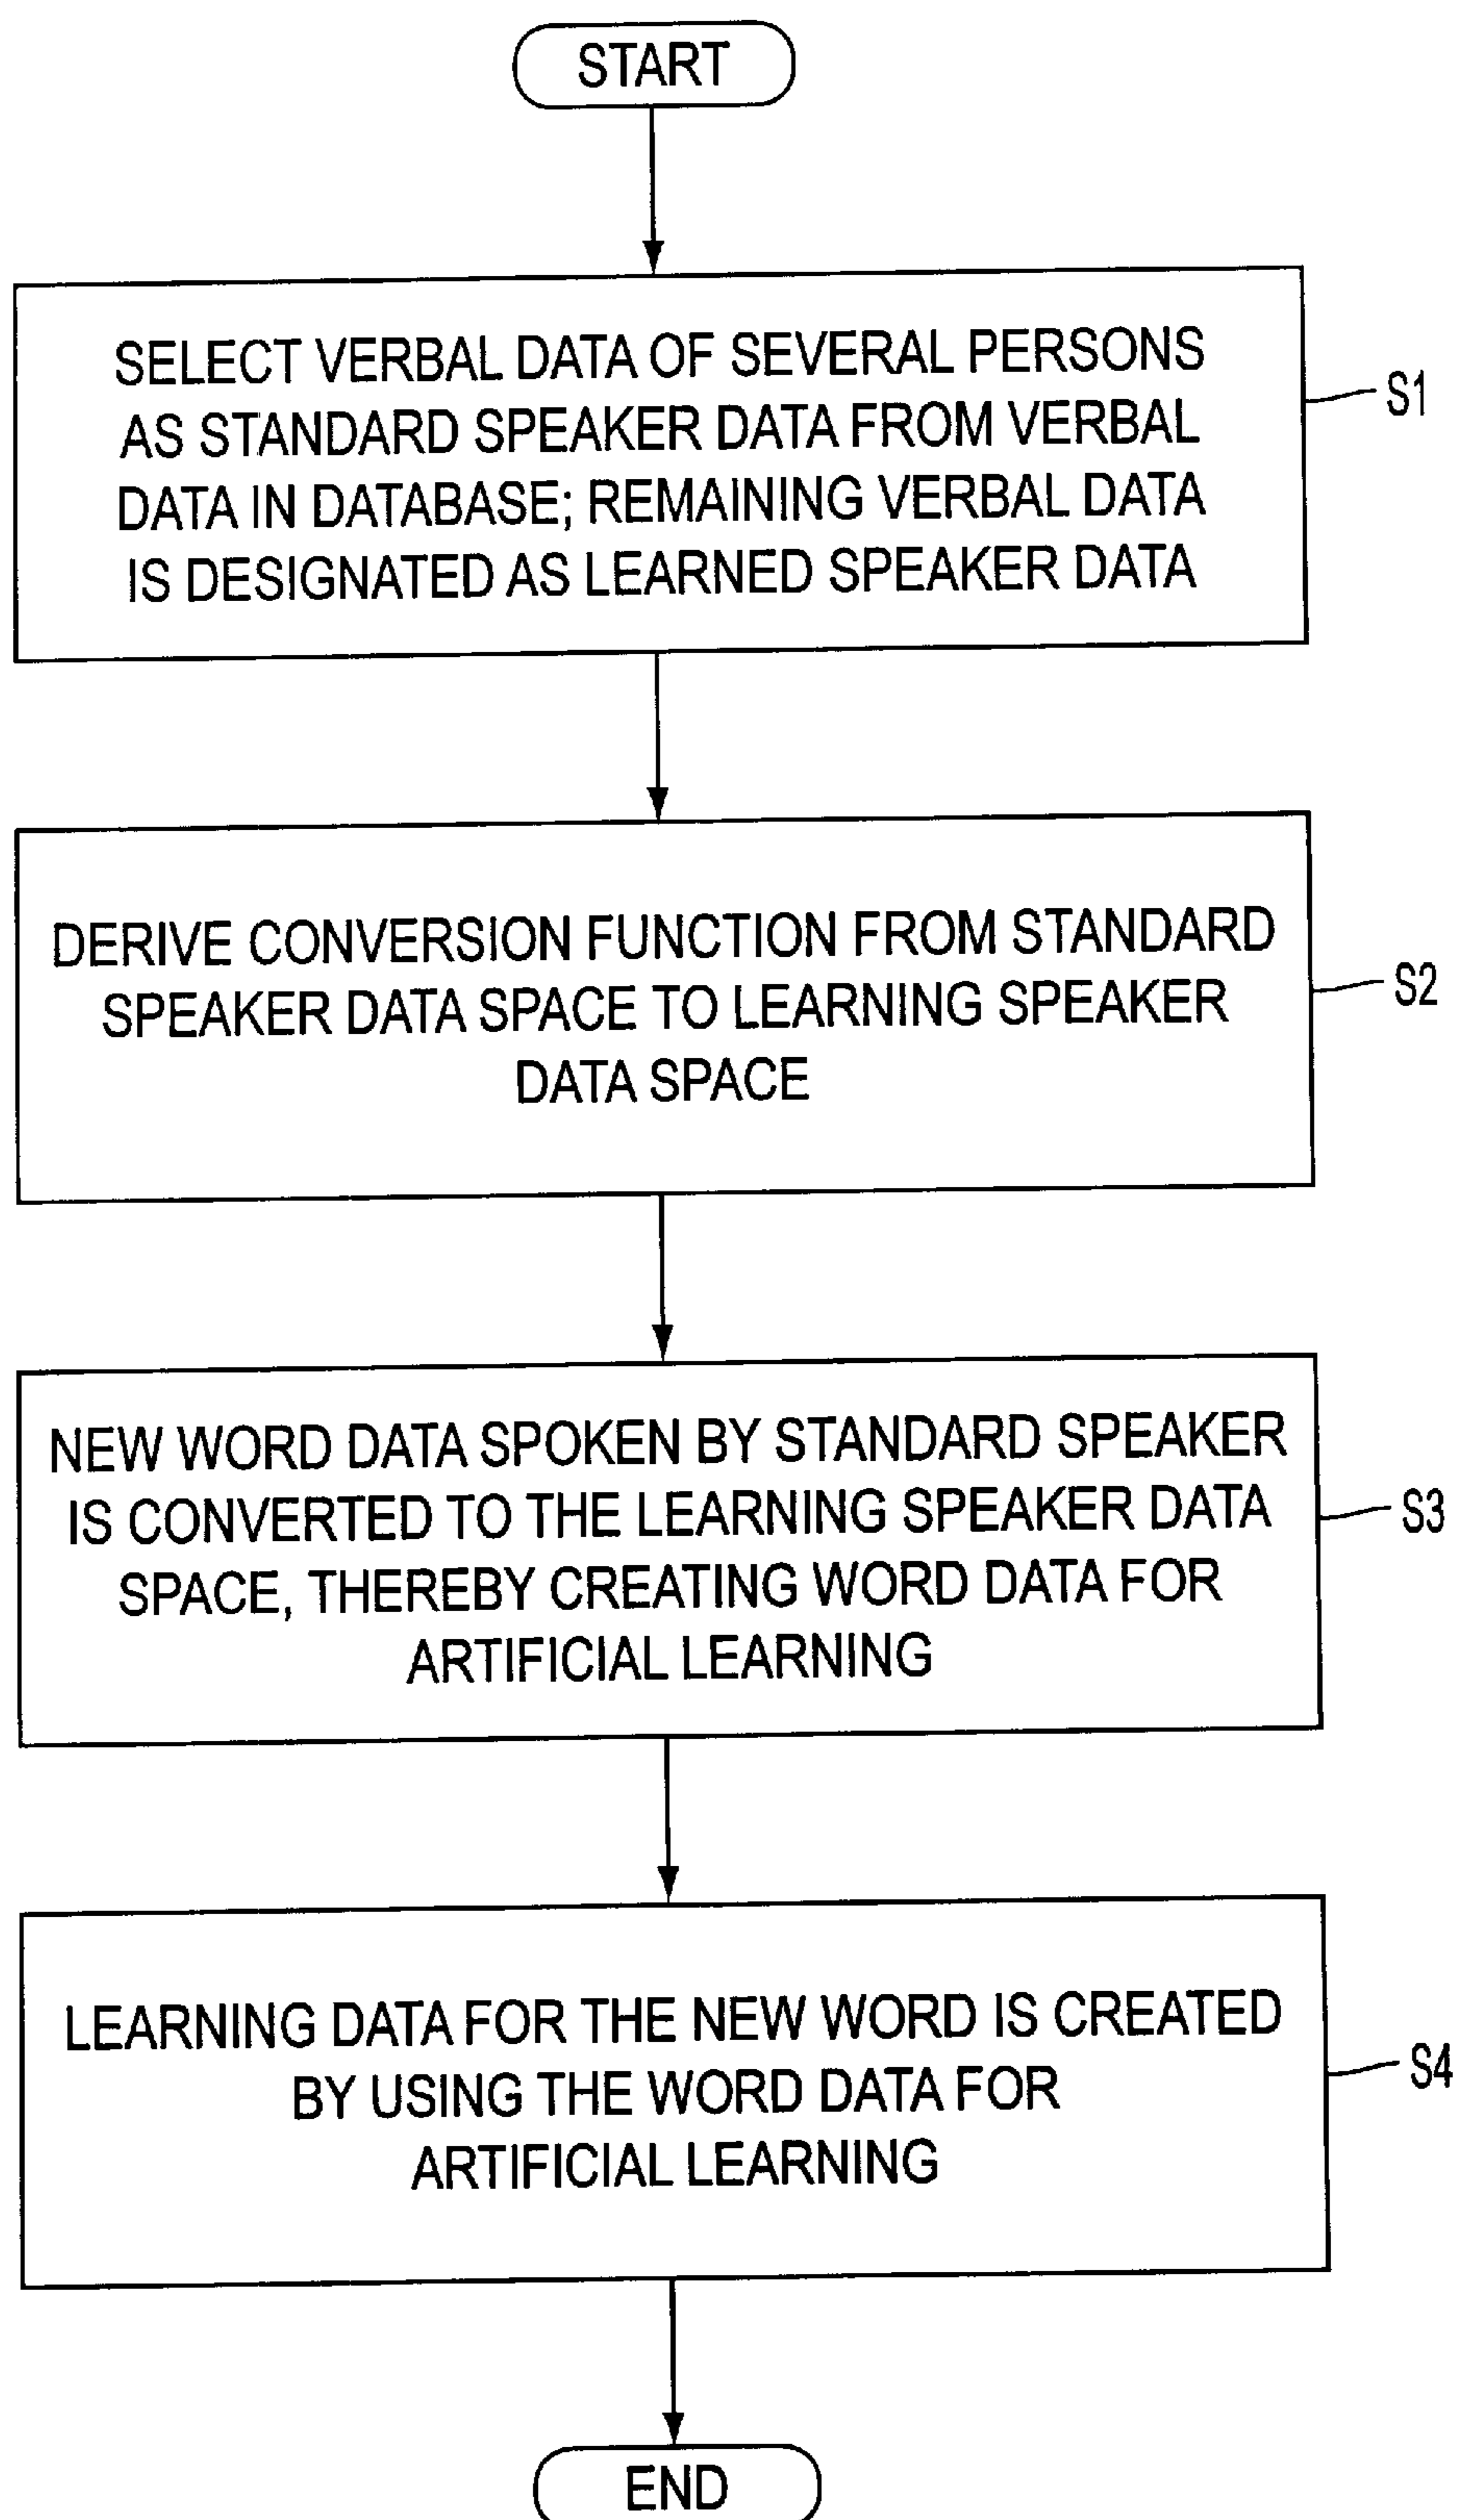 START
SELECT VERBAL DATA OF SEVERAL PERSONS
AS STANDARD SPEAKER DATA FROM VERBAL
DATA IN DATABASE; REMAINING VERBAL DATA
IS DESIGNATED AS LEARNED SPEAKER DATA
S1
DERIVE CONVERSION FUNCTION FROM STANDARD
SPEAKER DATA SPACE TO LEARNING SPEAKER
DATA SPACE
S2
NEW WORD DATA SPOKEN BY STANDARD SPEAKER
IS CONVERTED TO THE LEARNING SPEAKER DATA
SPACE, THEREBY CREATING WORD DATA FOR
ARTIFICIAL LEARNING
S3
LEARNING DATA FOR THE NEW WORD IS CREATED
BY USING THE WORD DATA FOR
ARTIFICIAL LEARNING
S4
END